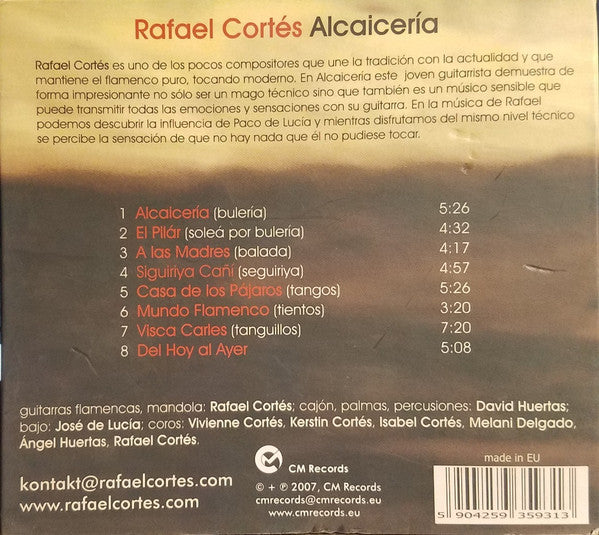 Rafael Cortés Alcaicería
Rafael Cortés es uno de los pocos compositores que une la tradición con la actualidad y que
mantiene el flamenco puro, tocando moderno. En Alcaicería este joven guitarrista demuestra de
forma impresionante no sólo ser un mago técnico sino que también es un músico sensible que
puede transmitir todas las emociones y sensaciones con su guitarra. En la música de Rafael
podemos descubrir la influencia de Paco de Lucía y mientras disfrutamos del mismo nivel técnico
se percibe la sensación de que no hay nada que él no pudiese tocar.
1 Alcaicería (bulería) 5:26
2 El Pilár (soleá por bulería) 4:32
3 A las Madres (balada) 4:17
4 Siguiriya Cañí (seguiriya) 4:57
5 Casa de los Pájaros (tangos) 5:26
6 Mundo Flamenco (tientos) 3:20
7 Visca Carles (tanguillos) 7:20
8 Del Hoy al Ayer 5:08
guitarras flamencas, mandola: Rafael Cortés; cajón, palmas, percusiones: David Huertas;
bajo: José de Lucía; coros: Vivienne Cortés, Kerstin Cortés, Isabel Cortés, Melani Delgado,
Ángel Huertas, Rafael Cortés.
kontakt@rafaelcortes.com
www.rafaelcortes.com
CM Records
© + ℗ 2007, CM Records
cmrecords@cmrecords.eu
www.cmrecords.eu
made in EU
5 904259 359313